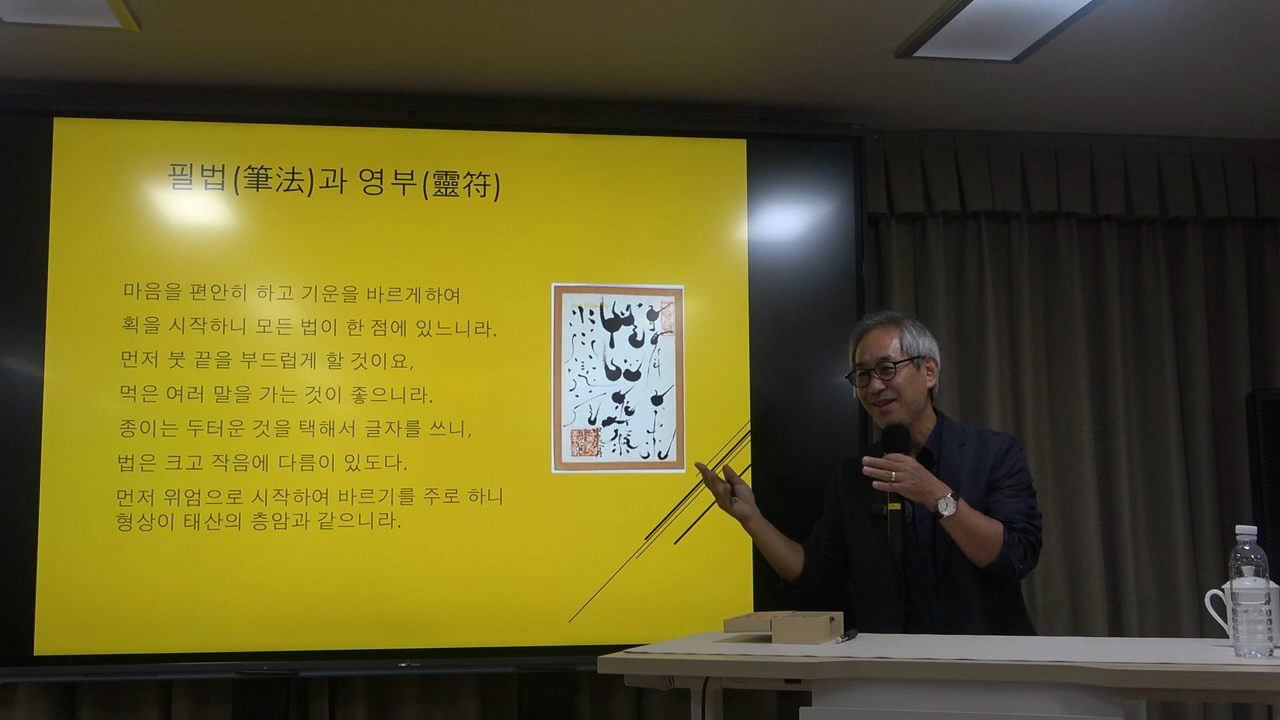 필법(筆法)과 영부(靈符)
마음을 편안히 하고 기운을 바르게하여
획을 시작하니 모든 법이 한 점에 있느니라.
먼저 붓 끝을 부드럽게 할 것이요,
먹은 여러 말을 가는 것이 좋으니라.
종이는 두터운 것을 택해서 글자를 쓰니,
법은 크고 작음에 다름이 있도다.
먼저 위엄으로 시작하여 바르기를 주로 하니
형상이 태산의 층암과 같으니라.